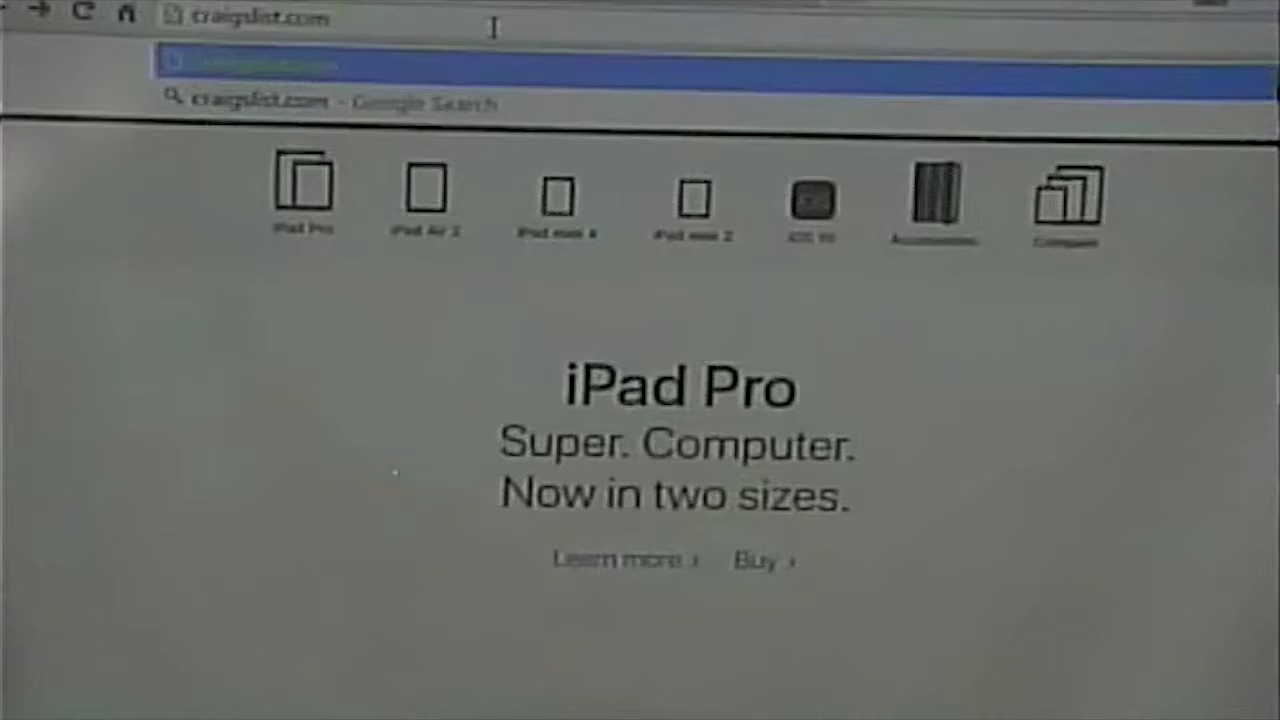 craigslist.com
craigslist.com - Google Search
iPad Pro
iPad Air 2
iPad mini 4
iPad mini 2
iOS 10
Accessories
Compare
iPad Pro
Super. Computer.
Now in two sizes.
Learn more >
Buy >